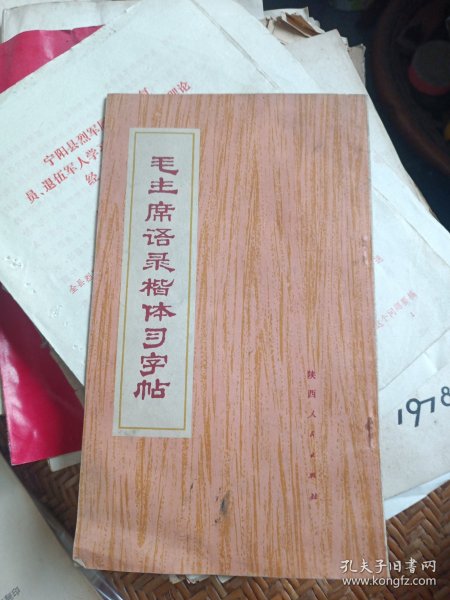 毛主席语录楷体习字帖
陕西人民出版社
宁阳县烈军
员、退伍军人学
经
1978
孔夫子旧书网
www.kongfz.com